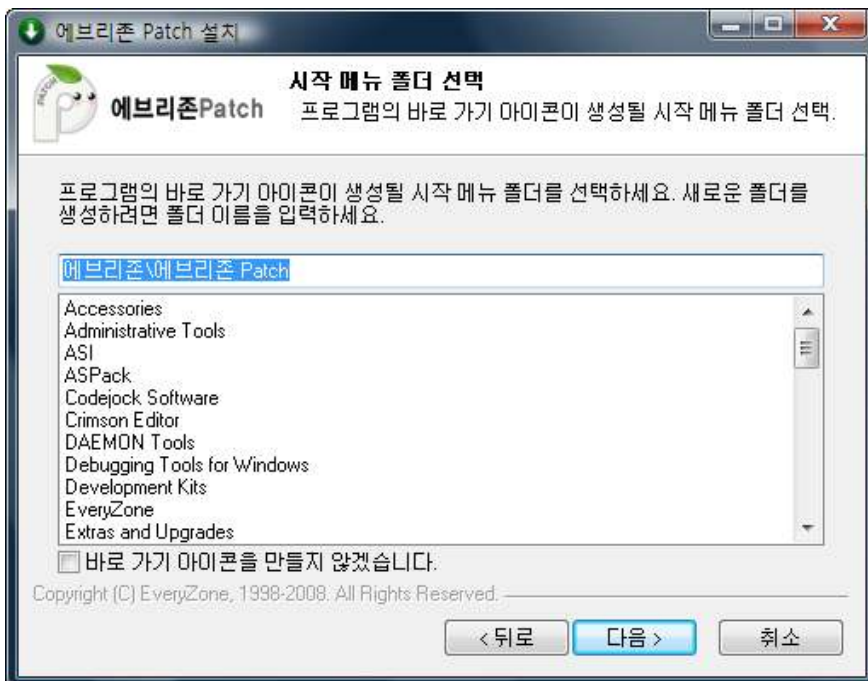 에브리존 Patch 설치
PATCH
에브리존Patch
시작 메뉴 폴더 선택
프로그램의 바로 가기 아이콘이 생성될 시작 메뉴 폴더 선택.
프로그램의 바로 가기 아이콘이 생성될 시작 메뉴 폴더를 선택하세요. 새로운 폴더를
생성하려면 폴더 이름을 입력하세요.
에브리존\에브리존 Patch
Accessories
Administrative Tools
ASI
ASPack
Codejock Software
Crimson Editor
DAEMON Tools
Debugging Tools for Windows
Development Kits
EveryZone
Extras and Upgrades
바로 가기 아이콘을 만들지 않겠습니다.
Copyright (C) EveryZone, 1998-2008. All Rights Reserved.
< 뒤로
다음 >
취소